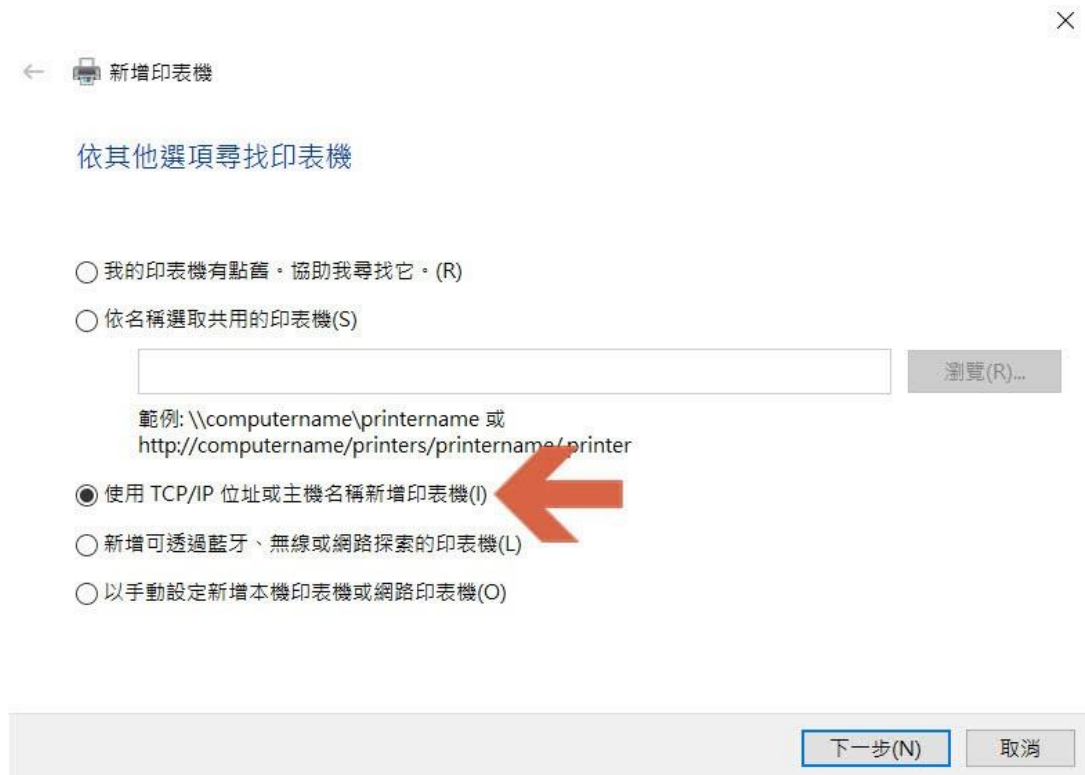 新增印表機
依其他選項尋找印表機
我的印表機有點舊。協助我尋找它。(R)
依名稱選取共用的印表機(S)
瀏覽(R)...
範例: \\computername\printername 或
http://computername/printers/printername/.printer
使用 TCP/IP 位址或主機名稱新增印表機(I)
新增可透過藍牙、無線或網路探索的印表機(L)
以手動設定新增本機印表機或網路印表機(O)
下一步(N)
取消